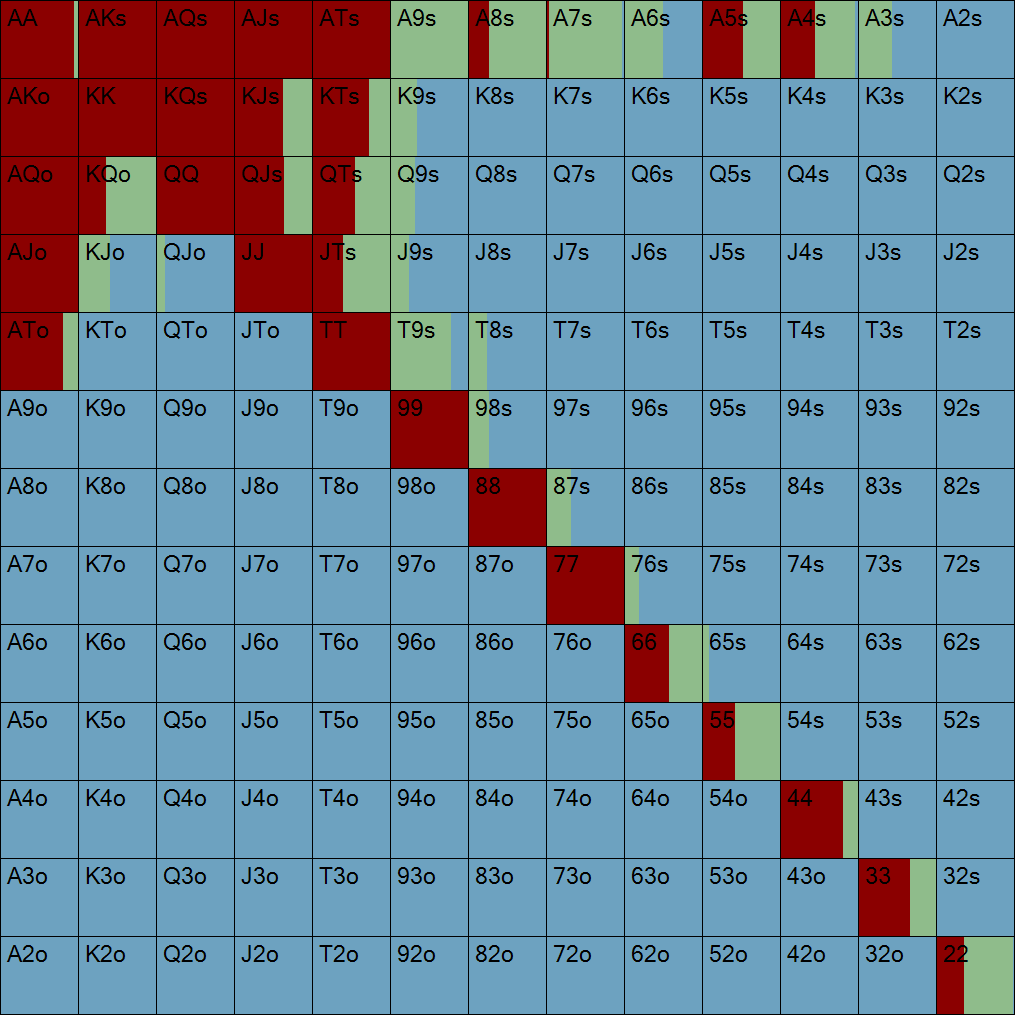 AA AKs AQs AJs ATs A9s A8s A7s A6s A5s A4s A3s A2s
AKo KK KQs KJs KTs K9s K8s K7s K6s K5s K4s K3s K2s
AQo KQo QQ QJs QTs Q9s Q8s Q7s Q6s Q5s Q4s Q3s Q2s
AJo KJo QJo JJ JTs J9s J8s J7s J6s J5s J4s J3s J2s
ATo KTo QTo JTo TT T9s T8s T7s T6s T5s T4s T3s T2s
A9o K9o Q9o J9o T9o 99 98s 97s 96s 95s 94s 93s 92s
A8o K8o Q8o J8o T8o 98o 88 87s 86s 85s 84s 83s 82s
A7o K7o Q7o J7o T7o 97o 87o 77 76s 75s 74s 73s 72s
A6o K6o Q6o J6o T6o 96o 86o 76o 66 65s 64s 63s 62s
A5o K5o Q5o J5o T5o 95o 85o 75o 65o 55 54s 53s 52s
A4o K4o Q4o J4o T4o 94o 84o 74o 64o 54o 44 43s 42s
A3o K3o Q3o J3o T3o 93o 83o 73o 63o 53o 43o 33 32s
A2o K2o Q2o J2o T2o 92o 82o 72o 62o 52o 42o 32o 22